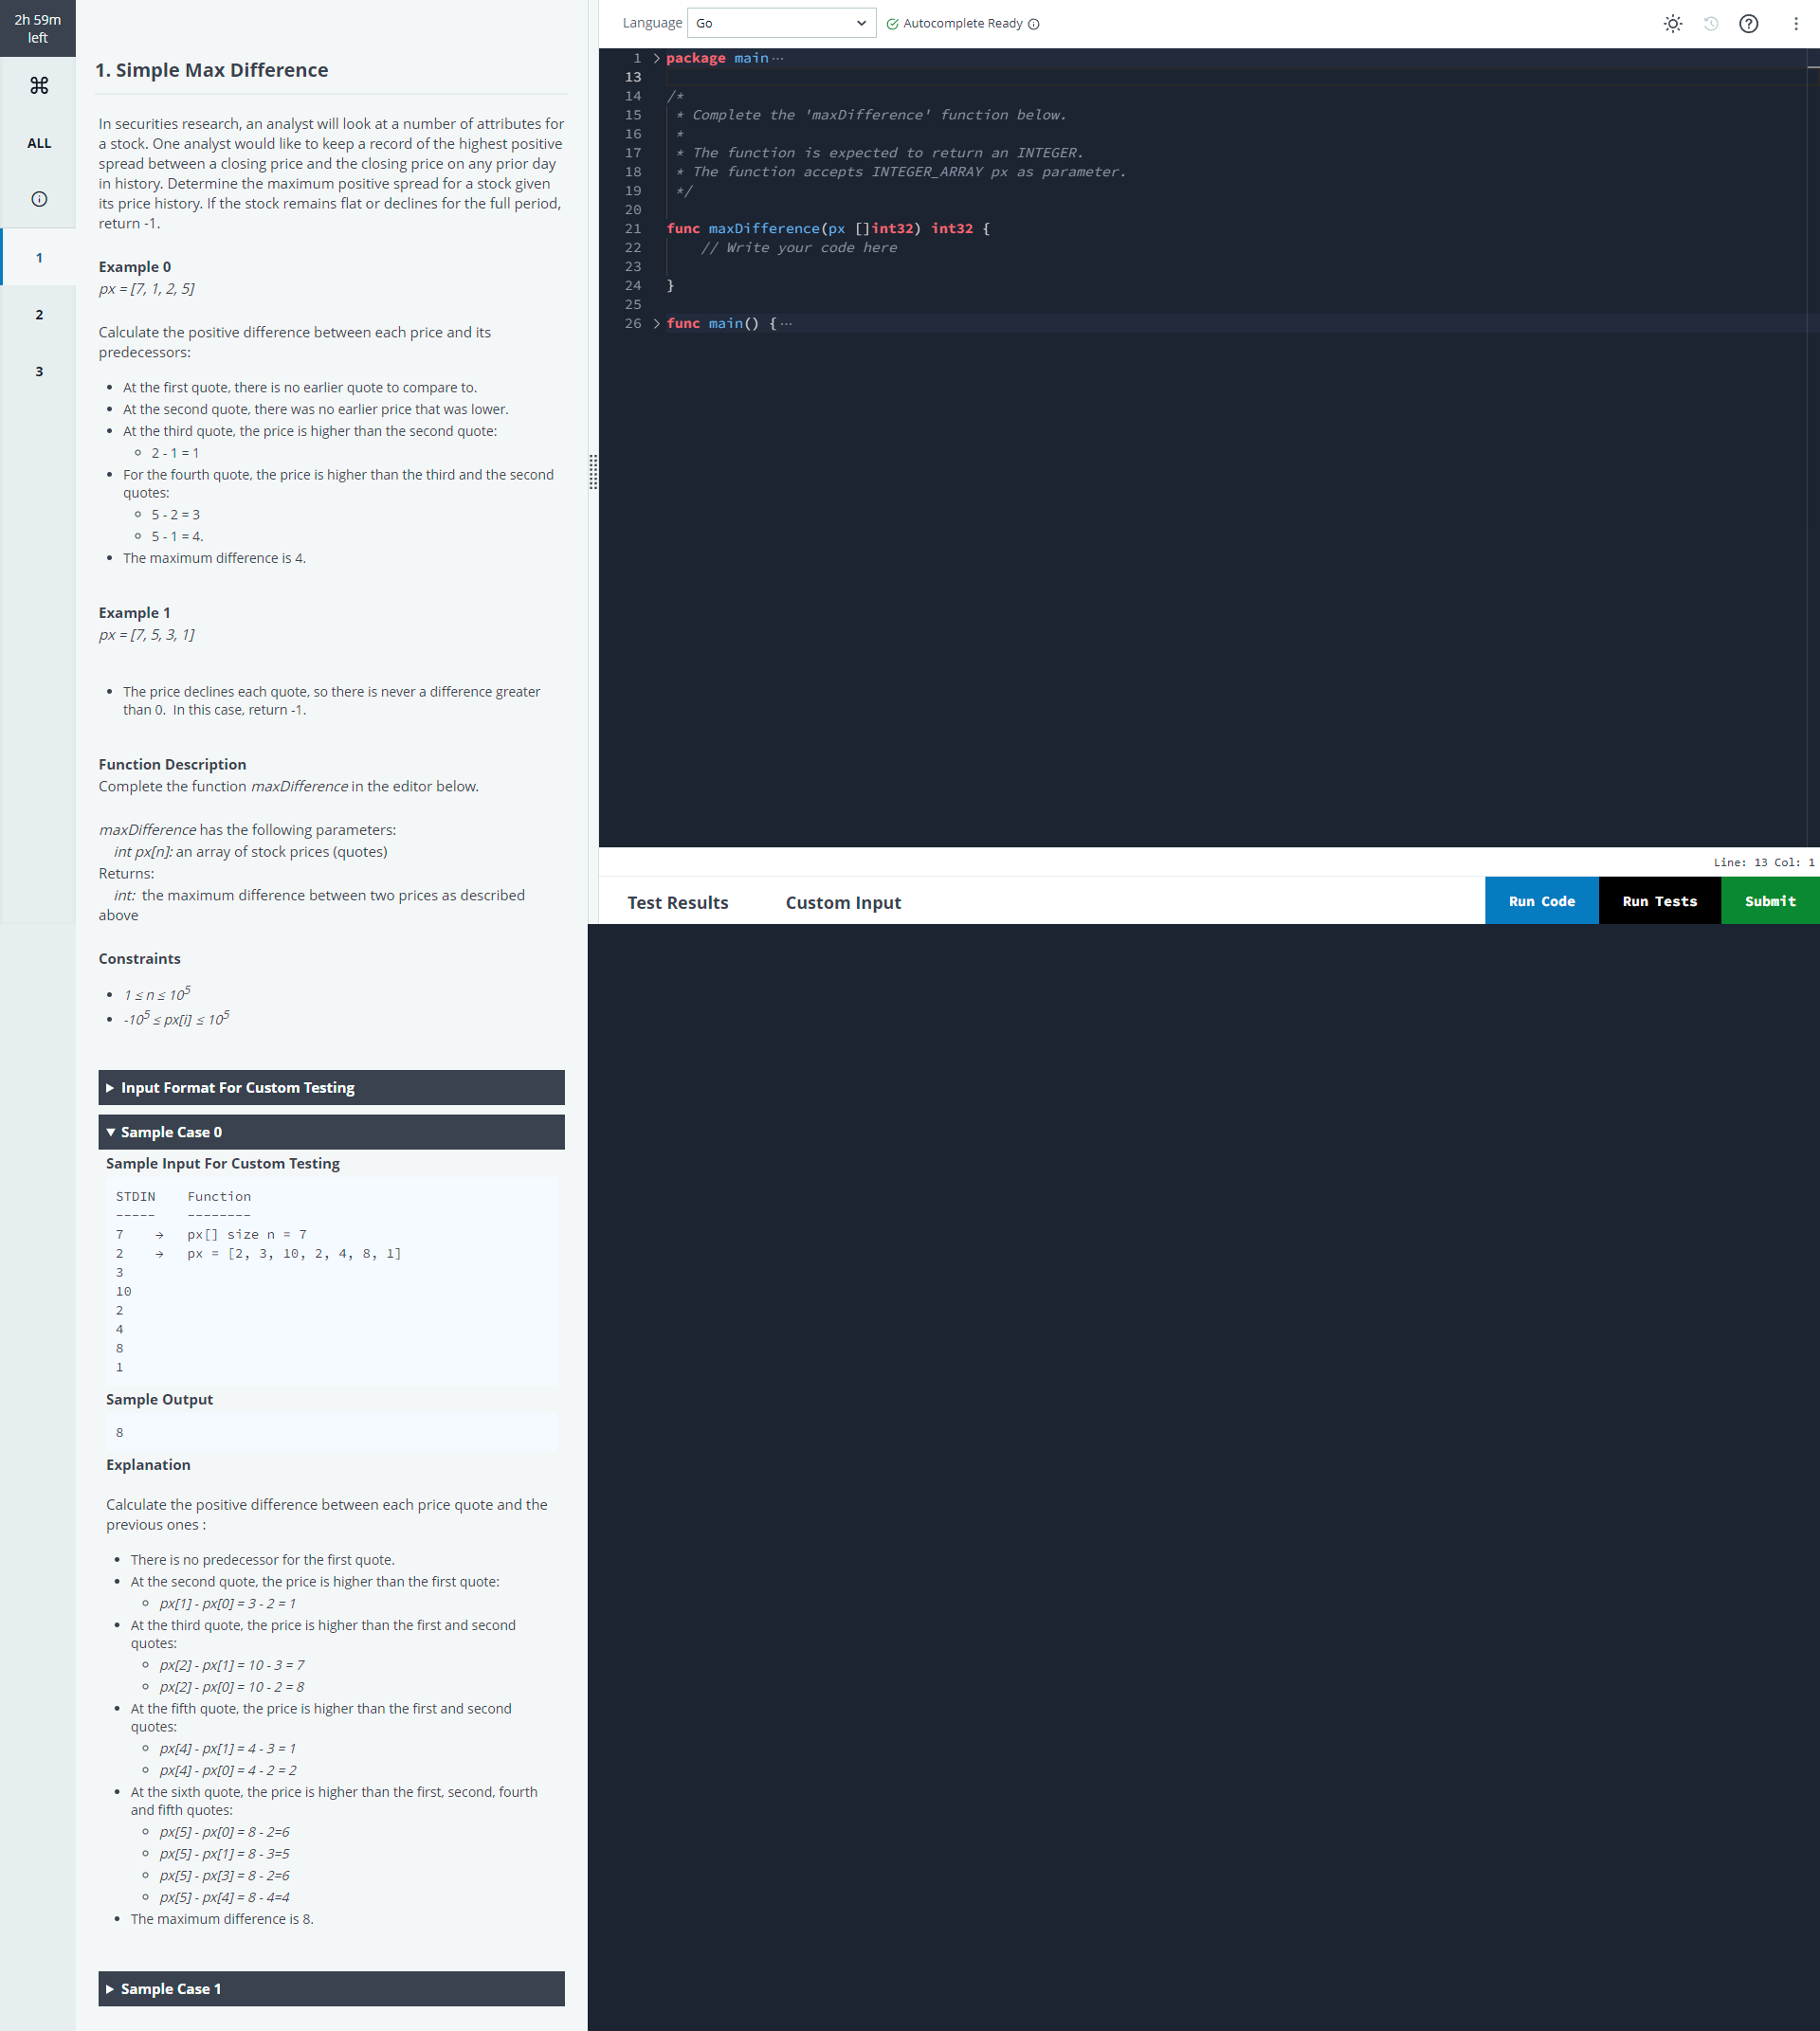 2h 59m
left
ALL
1
2
3
1. Simple Max Difference
In securities research, an analyst will look at a number of attributes for
a stock. One analyst would like to keep a record of the highest positive
spread between a closing price and the closing price on any prior day
in history. Determine the maximum positive spread for a stock given
its price history. If the stock remains flat or declines for the full period,
return -1.
Example 0
px = [7, 1, 2, 5]
Calculate the positive difference between each price and its
predecessors:
• At the first quote, there is no earlier quote to compare to.
• At the second quote, there was no earlier price that was lower.
• At the third quote, the price is higher than the second quote:
◦ 2 - 1 = 1
• For the fourth quote, the price is higher than the third and the second
quotes:
◦ 5 - 2 = 3
◦ 5 - 1 = 4.
• The maximum difference is 4.
Example 1
px = [7, 5, 3, 1]
• The price declines each quote, so there is never a difference greater
than 0.  In this case, return -1.
Function Description
Complete the function maxDifference in the editor below.
maxDifference has the following parameters:
int px[n]: an array of stock prices (quotes)
Returns:
int:  the maximum difference between two prices as described
above
Constraints
• 1 ≤ n ≤ 10⁵
• -10⁵ ≤ px[i] ≤ 10⁵
▶ Input Format For Custom Testing
▼ Sample Case 0
Sample Input For Custom Testing
STDIN    Function
-----    --------
7    →   px[] size n = 7
2    →   px = [2, 3, 10, 2, 4, 8, 1]
3
10
2
4
8
1
Sample Output
8
Explanation
Calculate the positive difference between each price quote and the
previous ones :
• There is no predecessor for the first quote.
• At the second quote, the price is higher than the first quote:
◦ px[1] - px[0] = 3 - 2 = 1
• At the third quote, the price is higher than the first and second
quotes:
◦ px[2] - px[1] = 10 - 3 = 7
◦ px[2] - px[0] = 10 - 2 = 8
• At the fifth quote, the price is higher than the first and second
quotes:
◦ px[4] - px[1] = 4 - 3 = 1
◦ px[4] - px[0] = 4 - 2 = 2
• At the sixth quote, the price is higher than the first, second, fourth
and fifth quotes:
◦ px[5] - px[0] = 8 - 2=6
◦ px[5] - px[1] = 8 - 3=5
◦ px[5] - px[3] = 8 - 2=6
◦ px[5] - px[4] = 8 - 4=4
• The maximum difference is 8.
▶ Sample Case 1
Language Go Autocomplete Ready
1 > package main ···
13
14 /*
15  * Complete the 'maxDifference' function below.
16  *
17  * The function is expected to return an INTEGER.
18  * The function accepts INTEGER_ARRAY px as parameter.
19  */
20
21 func maxDifference(px []int32) int32 {
22     // Write your code here
23
24 }
25
26 > func main() { ···
Line: 13 Col: 1
Test Results Custom Input Run Code Run Tests Submit